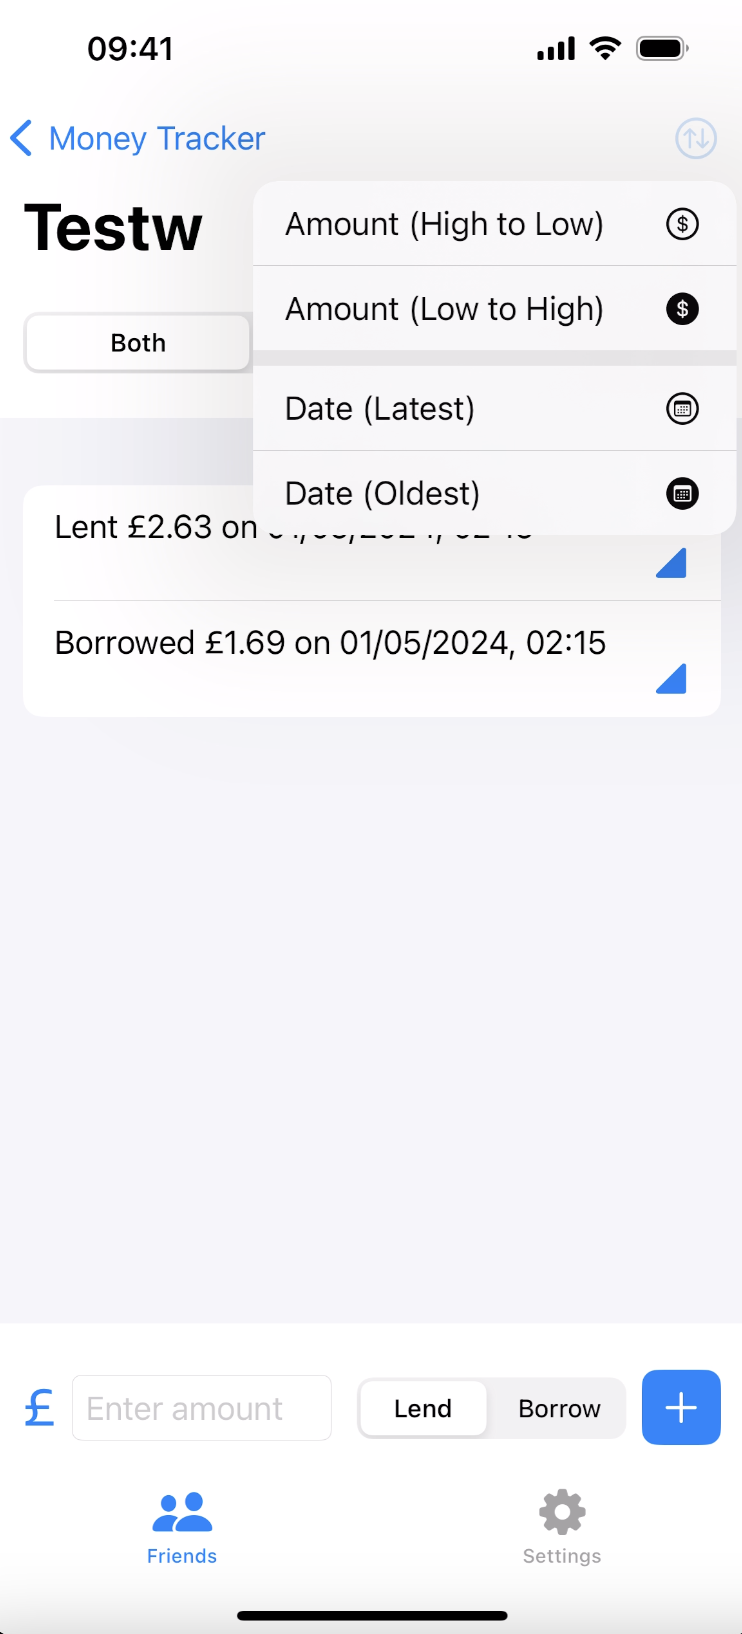 09:41
Money Tracker
Testw
Amount (High to Low)
Amount (Low to High)
Both
Date (Latest)
Date (Oldest)
Lent £2.63 on
Borrowed £1.69 on 01/05/2024, 02:15
£ Enter amount Lend Borrow +
Friends Settings